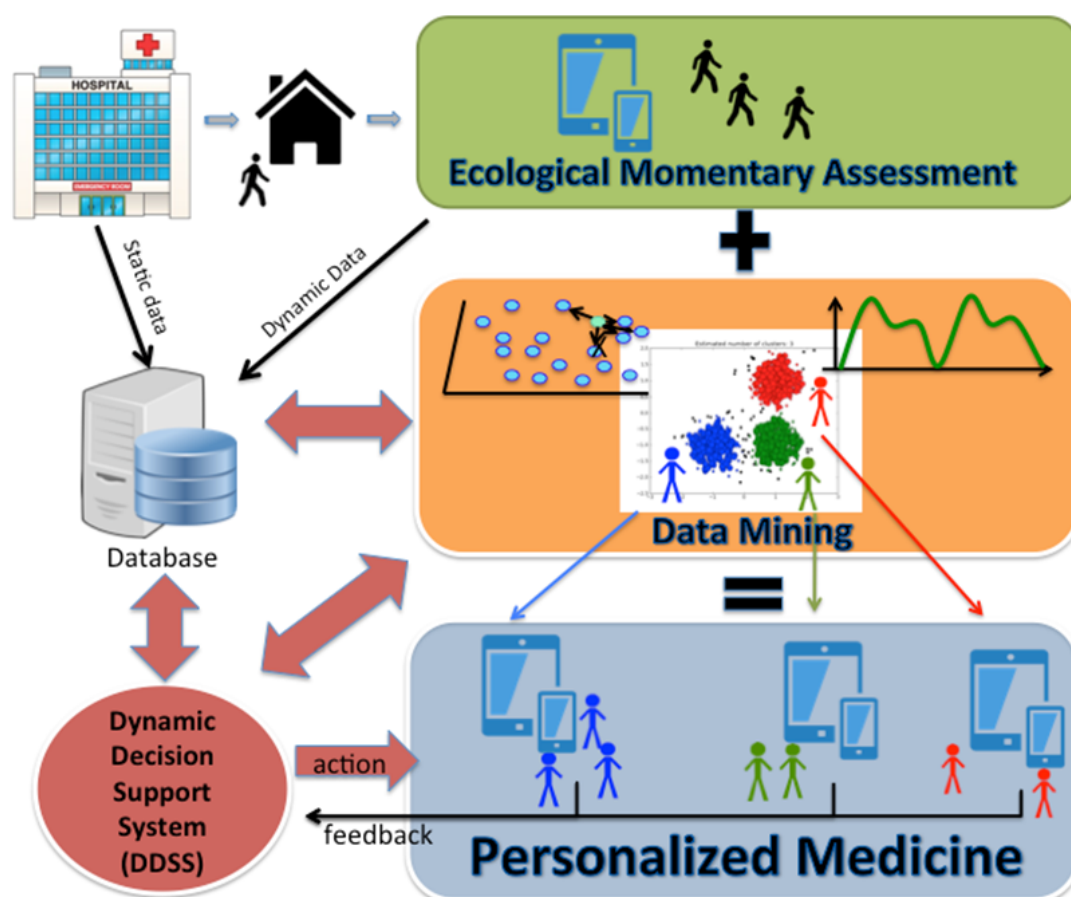 HOSPITAL
EMERGENCY ROOM
Ecological Momentary Assessment
Static data
Dynamic Data
Estimated number of clusters: 3
Data Mining
Database
Dynamic
Decision
Support
System
(DDSS)
action
feedback
Personalized Medicine